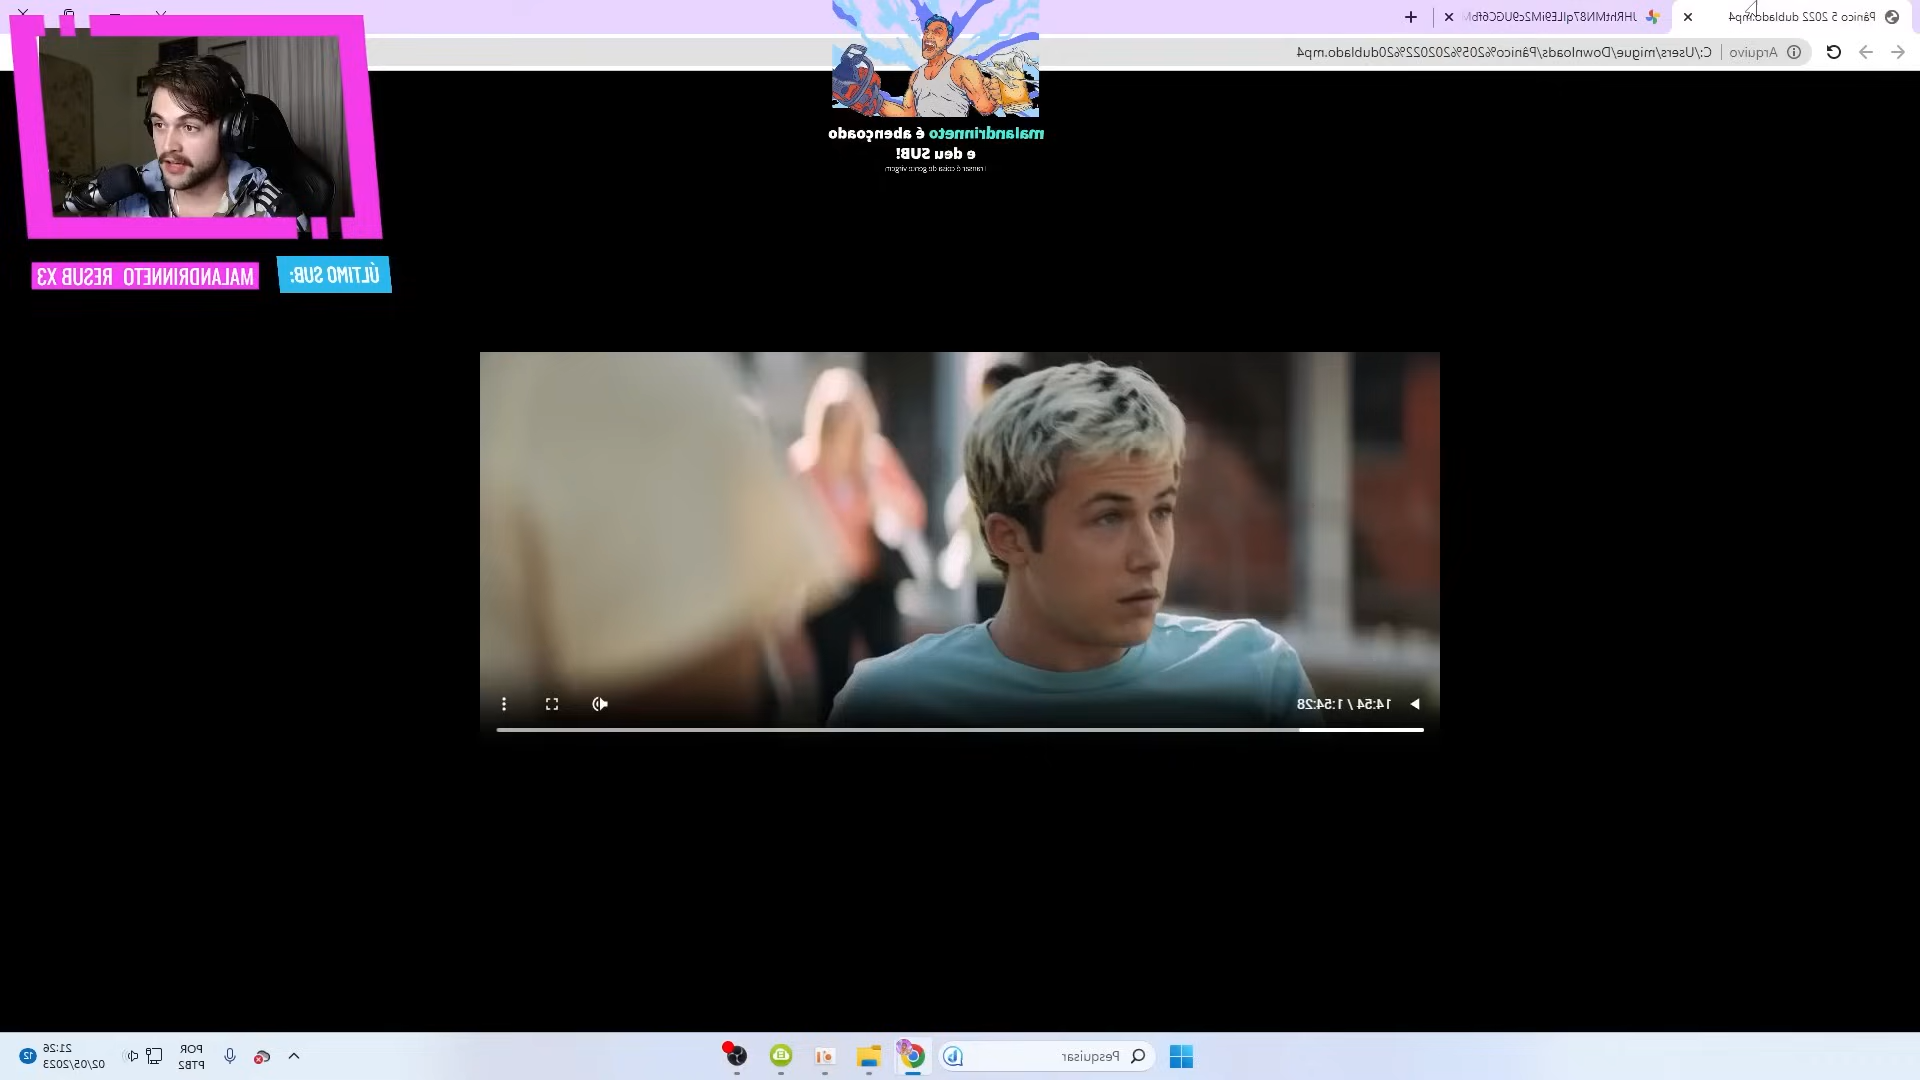 Pânico 5 2022 dublado.mp4
Arquivo
C:/Users/migue/Downloads/Pânico%205%202022%20dublado.mp4
malandrinneto é abençoado
e deu SUB!
ÚLTIMO SUB:
MALANDRINNETO RESUB X3
14:54 / 1:54:28
Pesquisar
POR
PTB2
21:26
02/05/2023
12